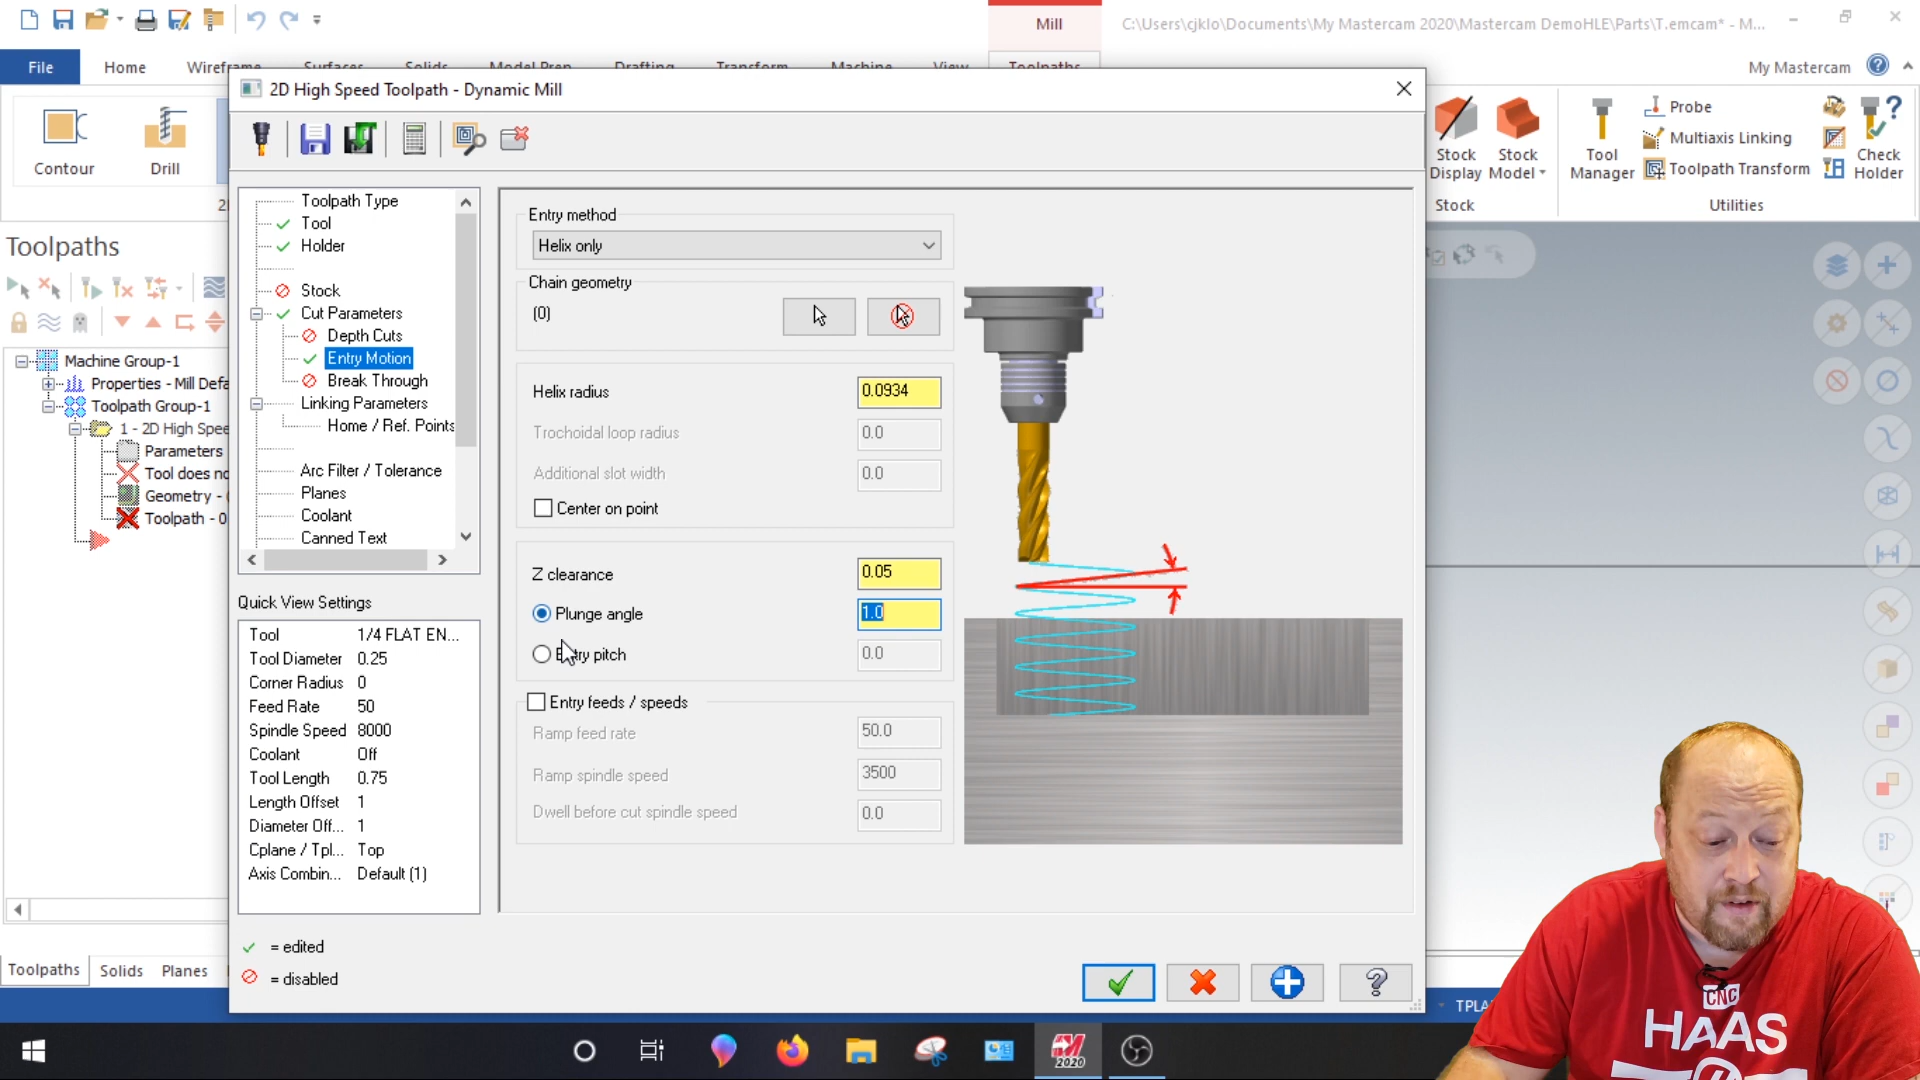 Mill
C:\Users\cjklo\Documents\My Mastercam 2020\Mastercam DemoHLE\Parts\T.emcam* - M...
File
Home
Wireframe
Surfaces
Solids
Model Prep
Drafting
Transform
Machine
View
Toolpaths
My Mastercam
Contour
Drill
2D High Speed Toolpath - Dynamic Mill
Stock Display
Stock Model
Stock
Tool Manager
Probe
Multiaxis Linking
Toolpath Transform
Check Holder
Utilities
Toolpaths
Machine Group-1
Properties - Mill Defa
Toolpath Group-1
1 - 2D High Spee
Parameters
Tool does no
Geometry - (
Toolpath - 0
Toolpaths
Solids
Planes
Toolpath Type
Tool
Holder
Stock
Cut Parameters
Depth Cuts
Entry Motion
Break Through
Linking Parameters
Home / Ref. Points
Arc Filter / Tolerance
Planes
Coolant
Canned Text
Quick View Settings
Tool 1/4 FLAT EN...
Tool Diameter 0.25
Corner Radius 0
Feed Rate 50
Spindle Speed 8000
Coolant Off
Tool Length 0.75
Length Offset 1
Diameter Off... 1
Cplane / Tpl... Top
Axis Combin... Default (1)
= edited
= disabled
Entry method
Helix only
Chain geometry
(0)
Helix radius 0.0934
Trochoidal loop radius 0.0
Additional slot width 0.0
Center on point
Z clearance 0.05
Plunge angle 1.0
Entry pitch 0.0
Entry feeds / speeds
Ramp feed rate 50.0
Ramp spindle speed 3500
Dwell before cut spindle speed 0.0
TPLA
2020
CNC
HAAS